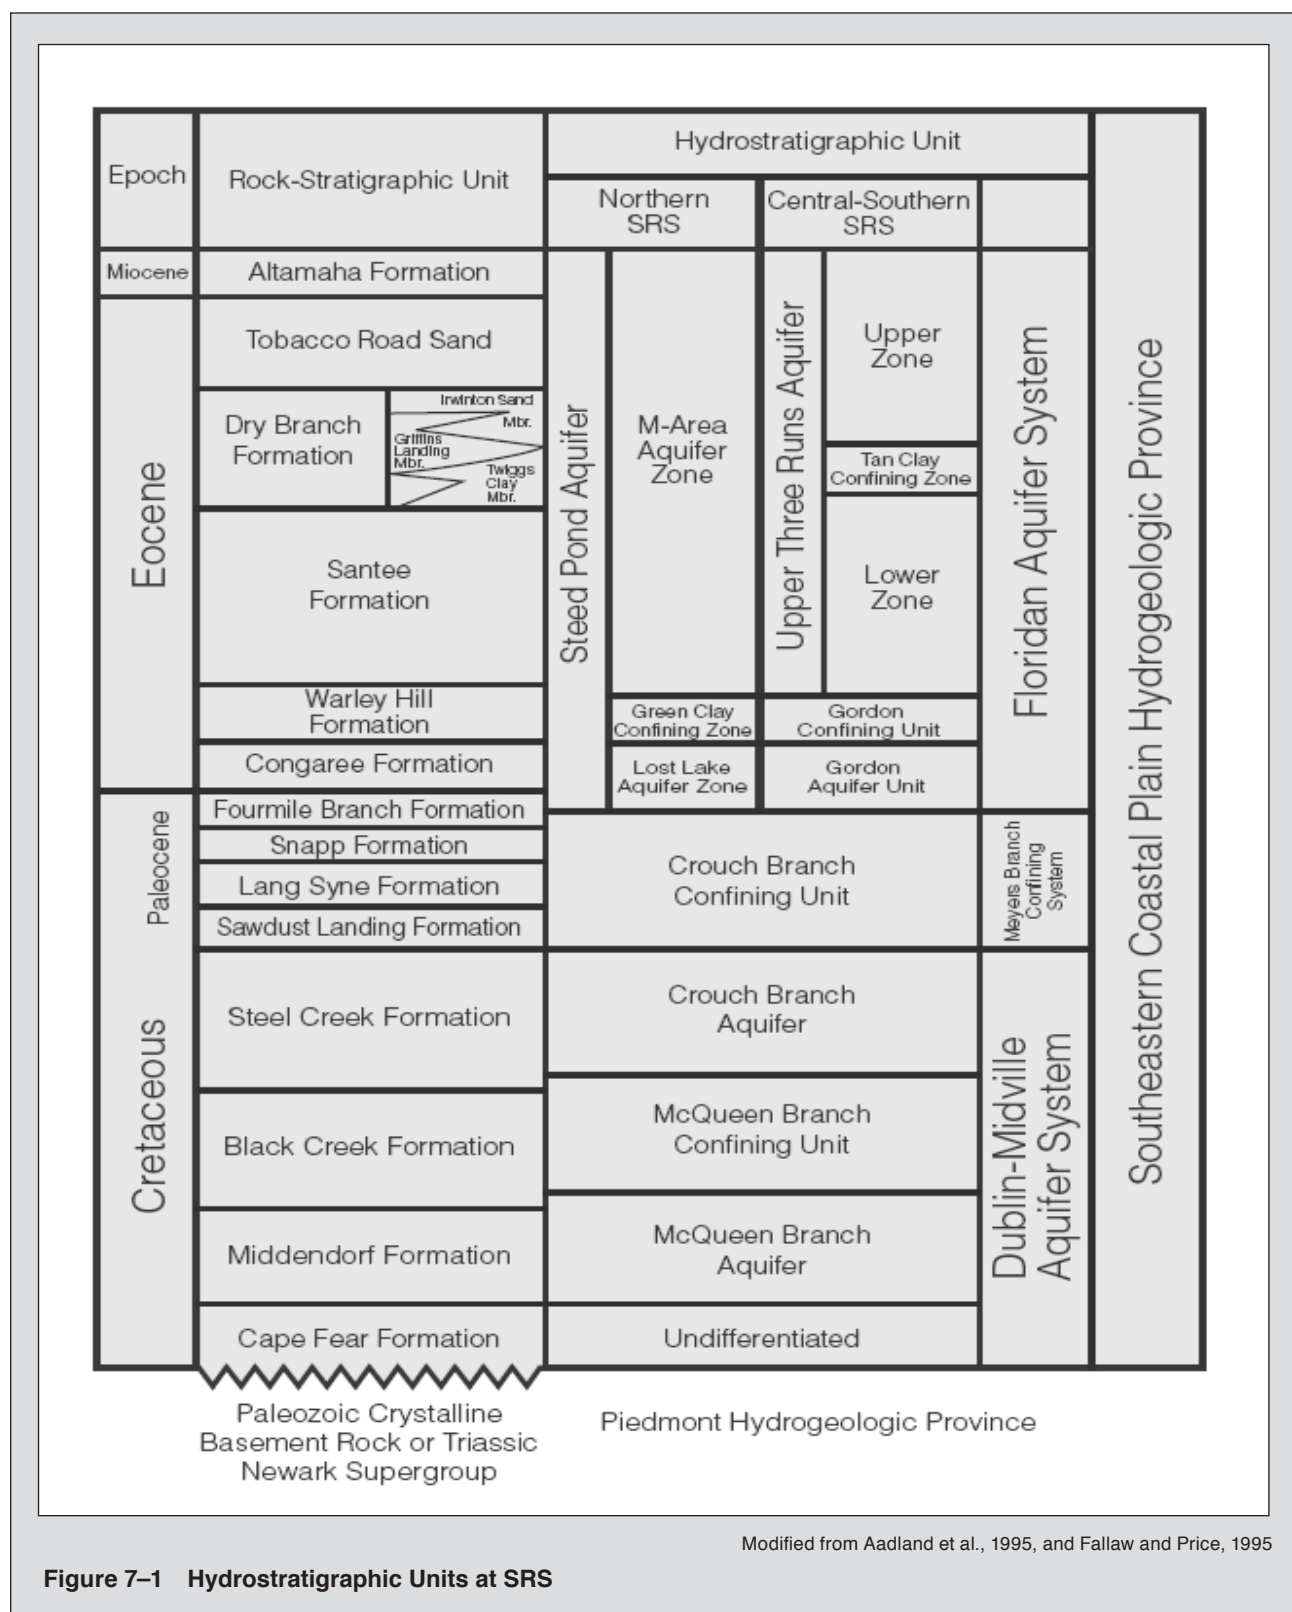 Epoch
Rock-Stratigraphic Unit
Hydrostratigraphic Unit
Northern
SRS
Central-Southern
SRS
Miocene
Altamaha Formation
Eocene
Tobacco Road Sand
Dry Branch
Formation
Irwinton Sand
Mbr.
Griffins
Landing
Mbr.
Twiggs
Clay
Mbr.
Santee
Formation
Warley Hill
Formation
Congaree Formation
Paleocene
Fourmile Branch Formation
Snapp Formation
Lang Syne Formation
Sawdust Landing Formation
Cretaceous
Steel Creek Formation
Black Creek Formation
Middendorf Formation
Cape Fear Formation
Steed Pond Aquifer
M-Area
Aquifer
Zone
Green Clay
Confining Zone
Lost Lake
Aquifer Zone
Upper Three Runs Aquifer
Upper
Zone
Tan Clay
Confining Zone
Lower
Zone
Gordon
Confining Unit
Gordon
Aquifer Unit
Crouch Branch
Confining Unit
Crouch Branch
Aquifer
McQueen Branch
Confining Unit
McQueen Branch
Aquifer
Undifferentiated
Floridan Aquifer System
Meyers Branch
Confining
System
Dublin-Midville
Aquifer System
Southeastern Coastal Plain Hydrogeologic Province
Paleozoic Crystalline
Basement Rock or Triassic
Newark Supergroup
Piedmont Hydrogeologic Province
Modified from Aadland et al., 1995, and Fallaw and Price, 1995
Figure 7–1 Hydrostratigraphic Units at SRS